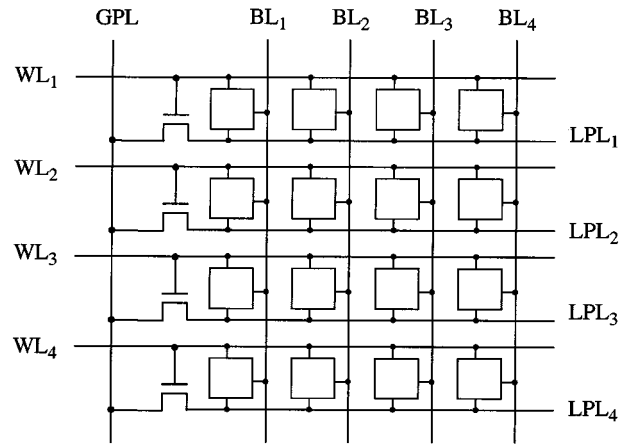 GPL BL₁ BL₂ BL₃ BL₄
WL₁
LPL₁
WL₂
LPL₂
WL₃
LPL₃
WL₄
LPL₄